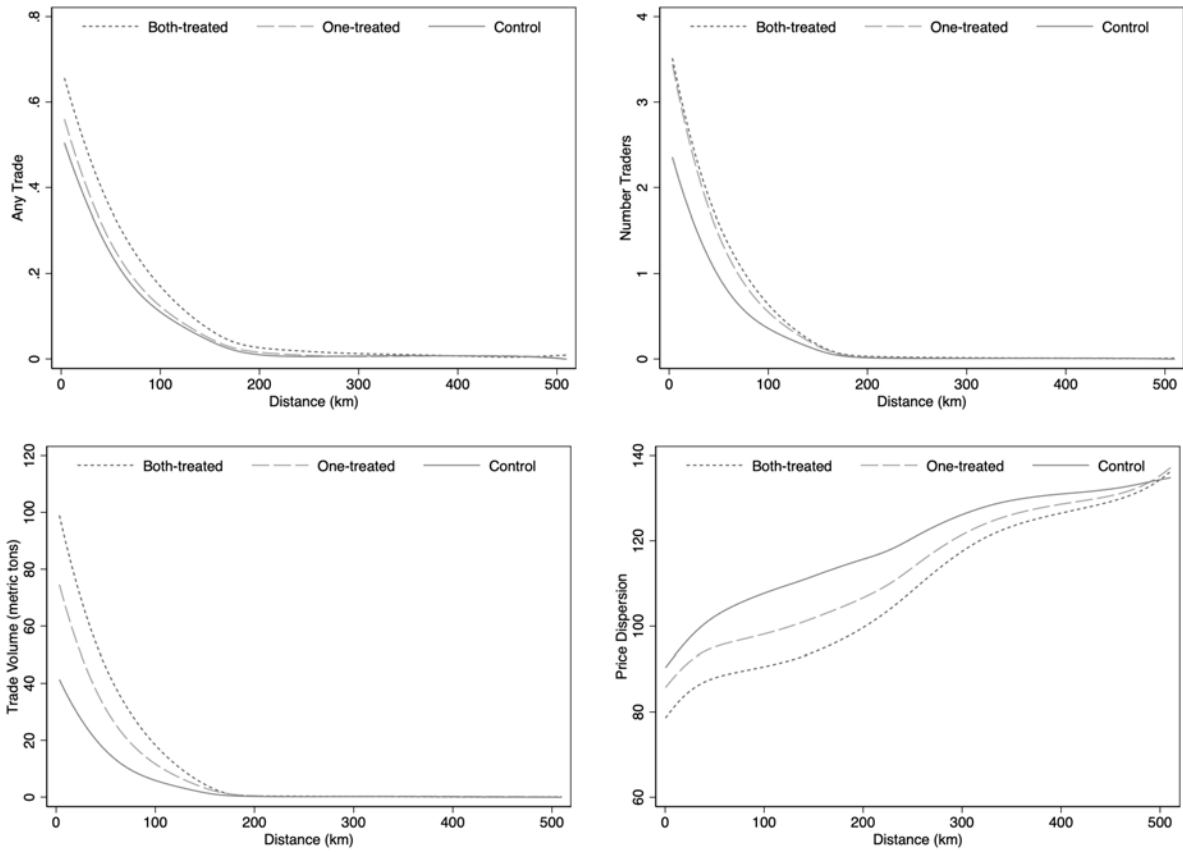 Both-treated One-treated Control
Any Trade
.8
.6
.4
.2
0
0 100 200 300 400 500
Distance (km)
Both-treated One-treated Control
Number Traders
4
3
2
1
0
0 100 200 300 400 500
Distance (km)
Both-treated One-treated Control
Trade Volume (metric tons)
120
100
80
60
40
20
0
0 100 200 300 400 500
Distance (km)
Both-treated One-treated Control
Price Dispersion
140
120
100
80
60
0 100 200 300 400 500
Distance (km)